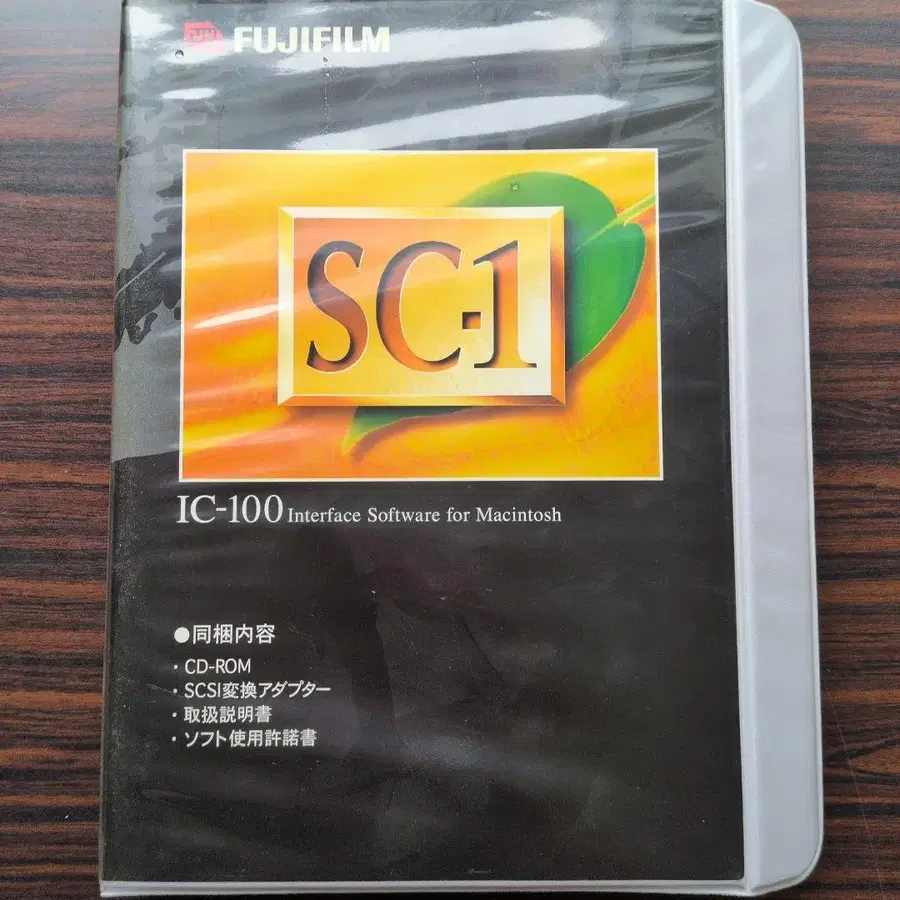 FUJIFILM
SC-1
IC-100 Interface Software for Macintosh
●同梱内容
・CD-ROM
・SCSI変換アダプター
・取扱説明書
・ソフト使用許諾書